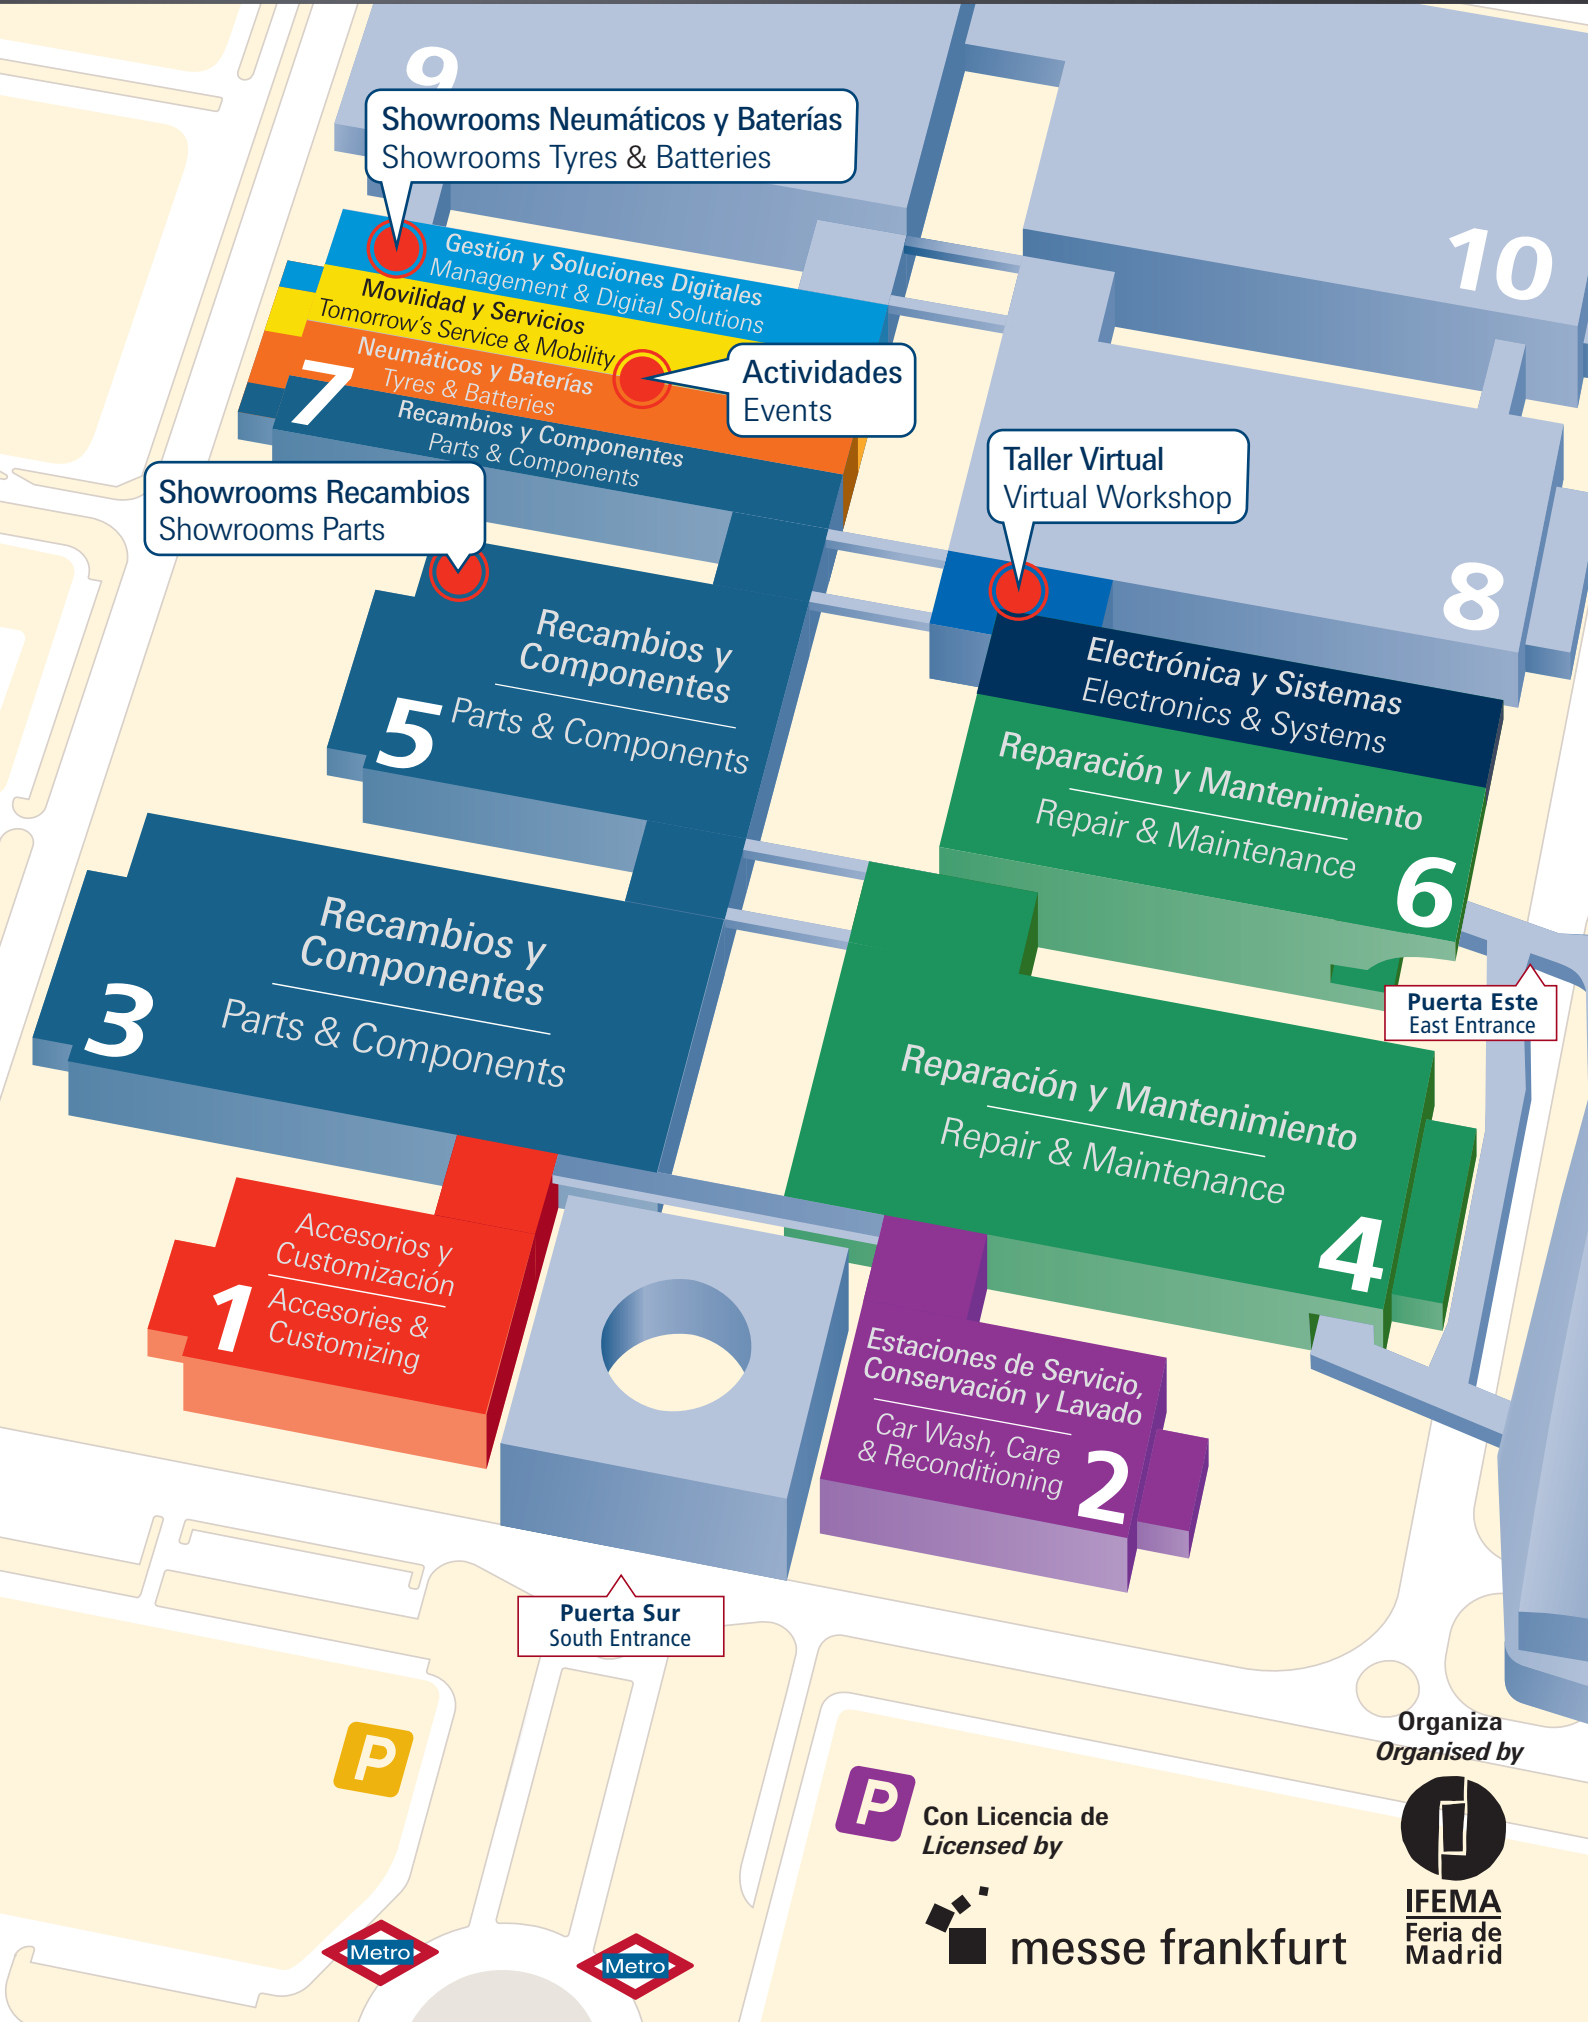 9
Showrooms Neumáticos y Baterías
Showrooms Tyres & Batteries
10
Gestión y Soluciones Digitales
Management & Digital Solutions
Movilidad y Servicios
Tomorrow's Service & Mobility
Neumáticos y Baterías
Tyres & Batteries
7
Recambios y Componentes
Parts & Components
Actividades
Events
Showrooms Recambios
Showrooms Parts
Taller Virtual
Virtual Workshop
8
Recambios y
Componentes
Parts & Components
5
Electrónica y Sistemas
Electronics & Systems
Reparación y Mantenimiento
Repair & Maintenance
6
Recambios y
Componentes
Parts & Components
3
Puerta Este
East Entrance
Reparación y Mantenimiento
Repair & Maintenance
4
Accesorios y
Customización
Accesories &
Customizing
1
Estaciones de Servicio,
Conservación y Lavado
Car Wash, Care
& Reconditioning
2
Puerta Sur
South Entrance
P
P
Con Licencia de
Licensed by
messe frankfurt
Organiza
Organised by
IFEMA
Feria de
Madrid
Metro
Metro